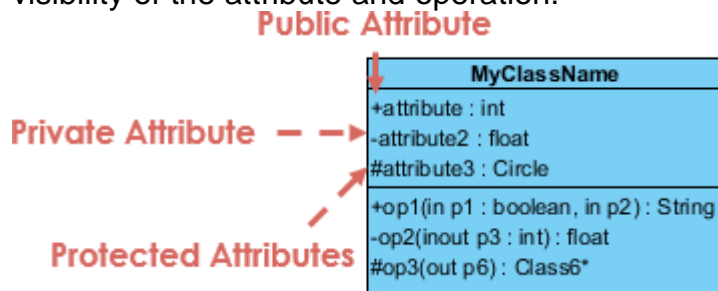 visibility of the attribute and operation.
Public Attribute
MyClassName
+attribute : int
Private Attribute
-attribute2 : float
#attribute3 : Circle
+op1(in p1 : boolean, in p2) : String
-op2(inout p3 : int) : float
Protected Attributes
#op3(out p6) : Class6*